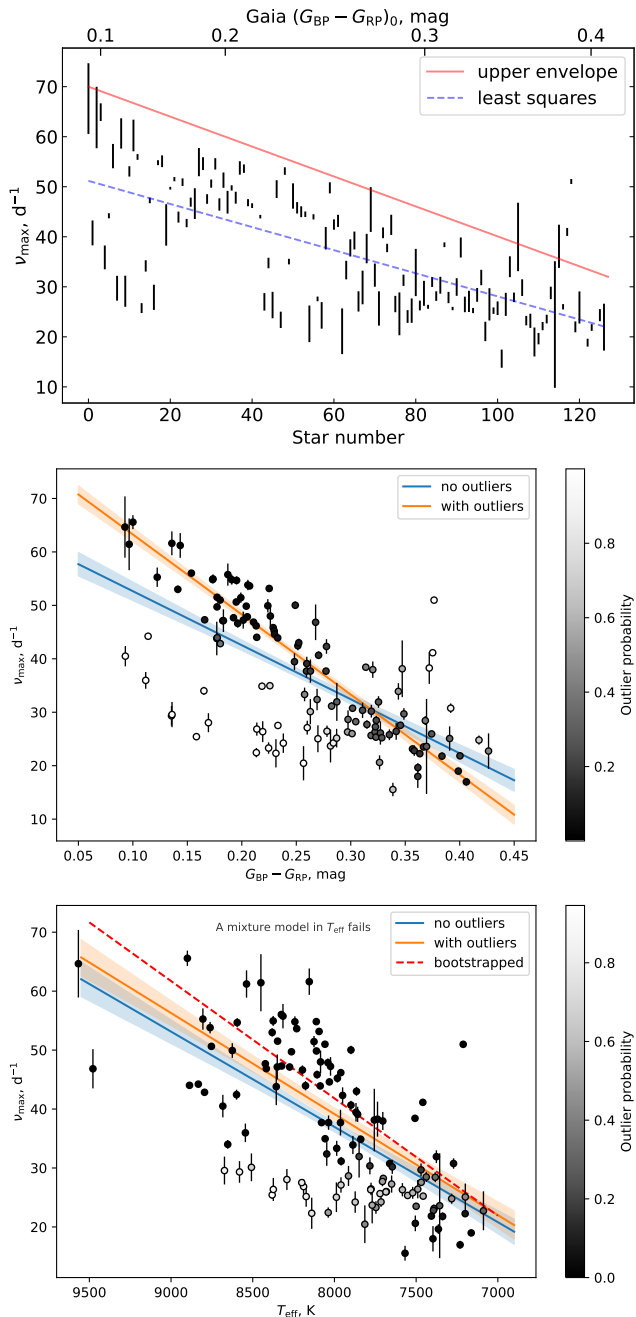 Gaia (G_BP − G_RP)_0, mag
0.1 0.2 0.3 0.4
upper envelope
least squares
70
60
50
40
30
20
10
ν_max, d⁻¹
0 20 40 60 80 100 120
Star number
no outliers
with outliers
70
60
50
40
30
20
10
ν_max, d⁻¹
0.05 0.10 0.15 0.20 0.25 0.30 0.35 0.40 0.45
G_BP − G_RP, mag
0.8
0.6
0.4
0.2
Outlier probability
A mixture model in T_eff fails
no outliers
with outliers
bootstrapped
70
60
50
40
30
20
ν_max, d⁻¹
9500 9000 8500 8000 7500 7000
T_eff, K
0.8
0.6
0.4
0.2
0.0
Outlier probability